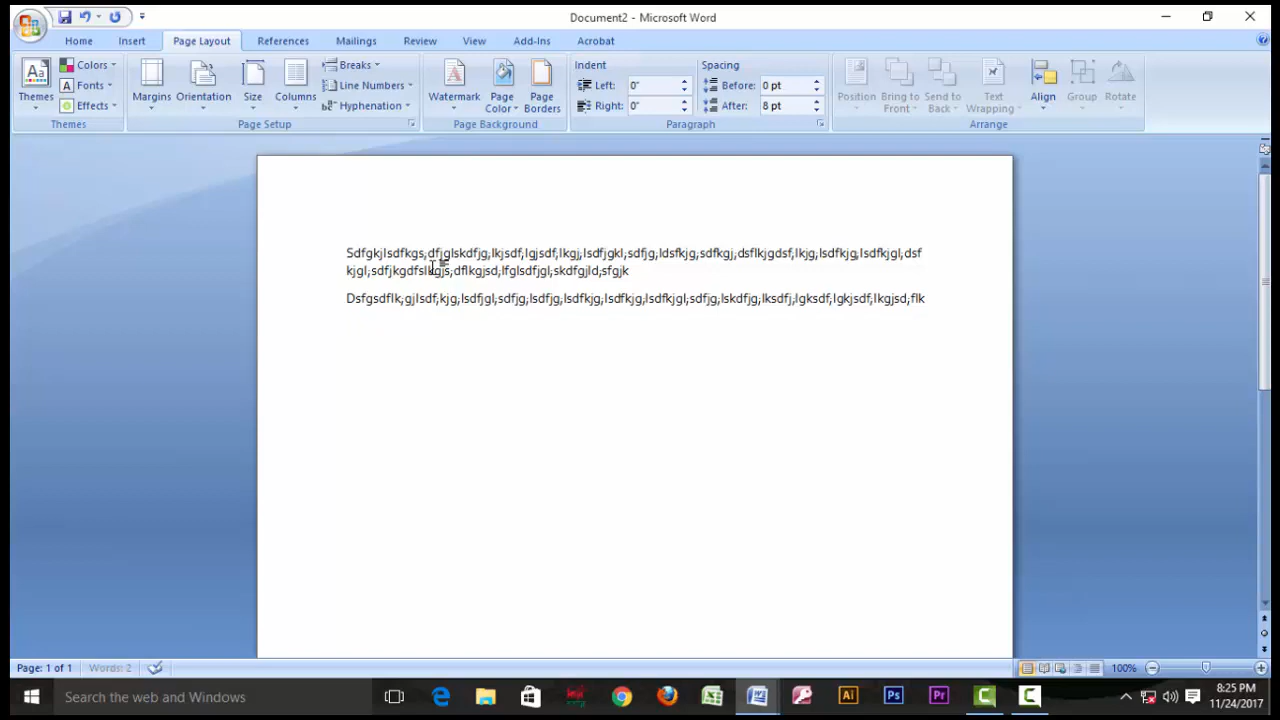 Document2 - Microsoft Word
Home Insert Page Layout References Mailings Review View Add-Ins Acrobat
Themes Colors Fonts Effects
Themes
Margins Orientation Size Columns Breaks Line Numbers Hyphenation
Page Setup
Watermark Page Color Page Borders
Page Background
Indent Spacing
Left: 0" Before: 0 pt
Right: 0" After: 8 pt
Paragraph
Position Bring to Front Send to Back Text Wrapping Align Group Rotate
Arrange
Sdfgkjlsdfkgs,dfjglskdfjg,lkjsdf,lgjsdf,lkgj,lsdfjgkl,sdfjg,ldsfkjg,sdfkgj,dsflkjgdsf,lkjg,lsdfkjg,lsdfkjgl,dsf
kjgl;sdfjkgdfslkgjs,dflkgjsd;lfglsdfjgl,skdfgjld,sfgjk
Dsfgsdflk;gjlsdf,kjg,lsdfjgl,sdfjg,lsdfjg,lsdfkjg,lsdfkjg,lsdfkjgl,sdfjg,lskdfjg,lksdfj,lgksdf,lgkjsdf,lkgjsd,flk
Page: 1 of 1 Words: 2 100%
Search the web and Windows
Ai Ps Pr
8:25 PM
11/24/2017